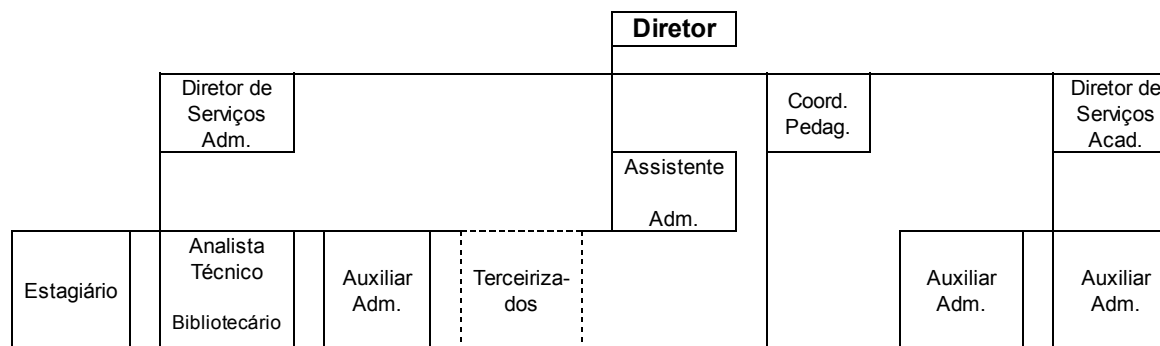 Diretor
Diretor de
Serviços
Adm.
Coord.
Pedag.
Diretor de
Serviços
Acad.
Assistente
Adm.
Estagiário
Analista
Técnico
Bibliotecário
Auxiliar
Adm.
Terceiriza-
dos
Auxiliar
Adm.
Auxiliar
Adm.